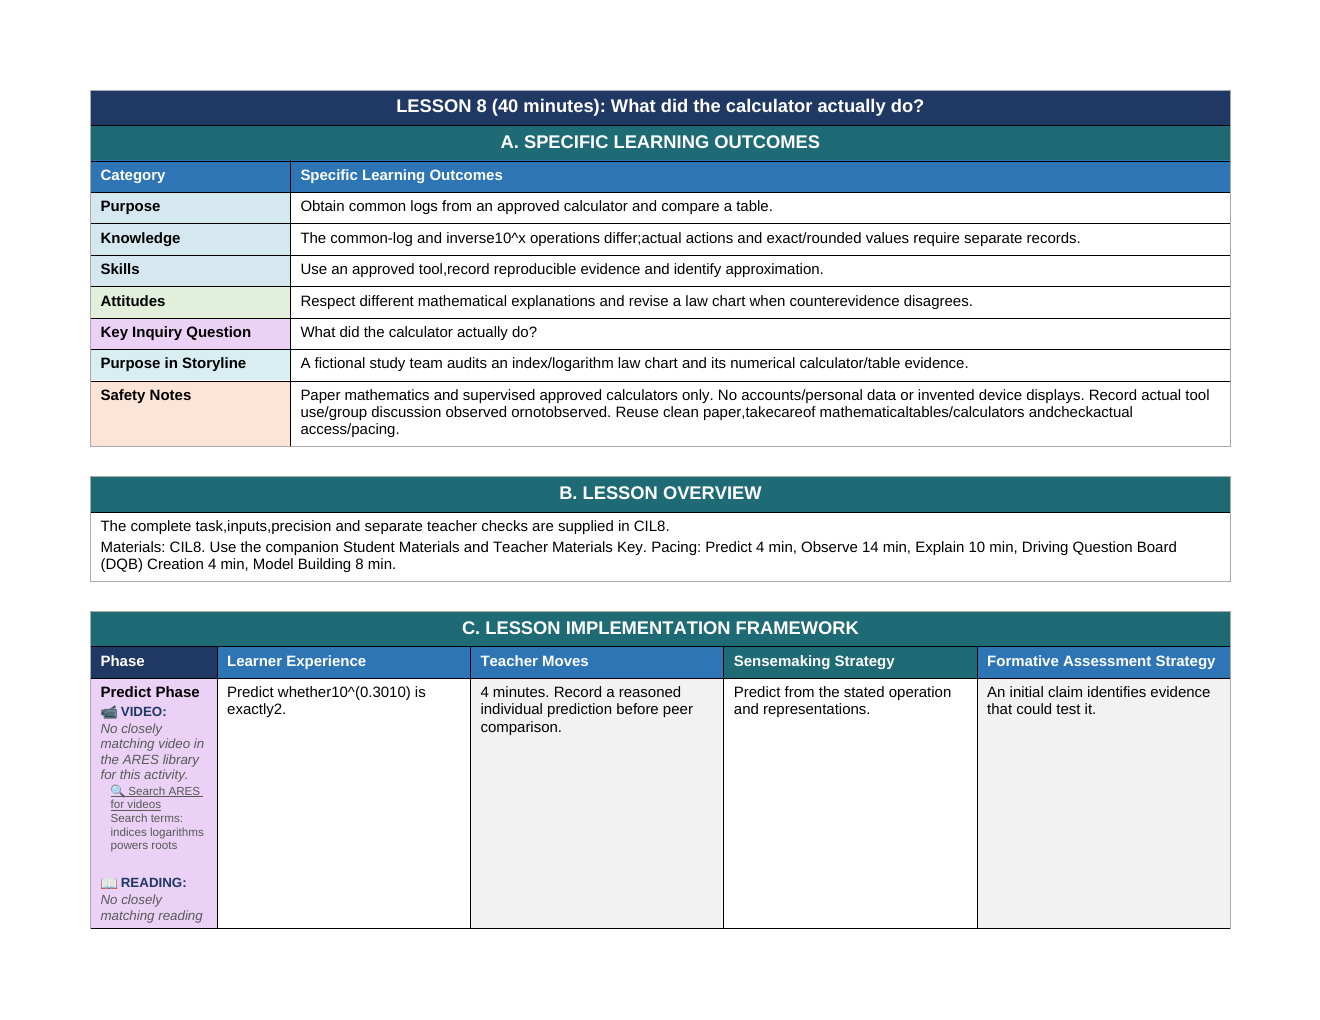 LESSON 8 (40 minutes): What did the calculator actually do?
A. SPECIFIC LEARNING OUTCOMES
Category
Specific Learning Outcomes
Purpose
Obtain common logs from an approved calculator and compare a table.
Knowledge
The common-log and inverse10^x operations differ;actual actions and exact/rounded values require separate records.
Skills
Use an approved tool,record reproducible evidence and identify approximation.
Attitudes
Respect different mathematical explanations and revise a law chart when counterevidence disagrees.
Key Inquiry Question
What did the calculator actually do?
Purpose in Storyline
A fictional study team audits an index/logarithm law chart and its numerical calculator/table evidence.
Safety Notes
Paper mathematics and supervised approved calculators only. No accounts/personal data or invented device displays. Record actual tool
use/group discussion observed ornotobserved. Reuse clean paper,takecareof mathematicaltables/calculators andcheckactual
access/pacing.
B. LESSON OVERVIEW
The complete task,inputs,precision and separate teacher checks are supplied in CIL8.
Materials: CIL8. Use the companion Student Materials and Teacher Materials Key. Pacing: Predict 4 min, Observe 14 min, Explain 10 min, Driving Question Board
(DQB) Creation 4 min, Model Building 8 min.
C. LESSON IMPLEMENTATION FRAMEWORK
Phase
Learner Experience
Teacher Moves
Sensemaking Strategy
Formative Assessment Strategy
Predict Phase
📹 VIDEO:
No closely
matching video in
the ARES library
for this activity.
🔍 Search ARES
for videos
Search terms:
indices logarithms
powers roots
📖 READING:
No closely
matching reading
Predict whether10^(0.3010) is
exactly2.
4 minutes. Record a reasoned
individual prediction before peer
comparison.
Predict from the stated operation
and representations.
An initial claim identifies evidence
that could test it.